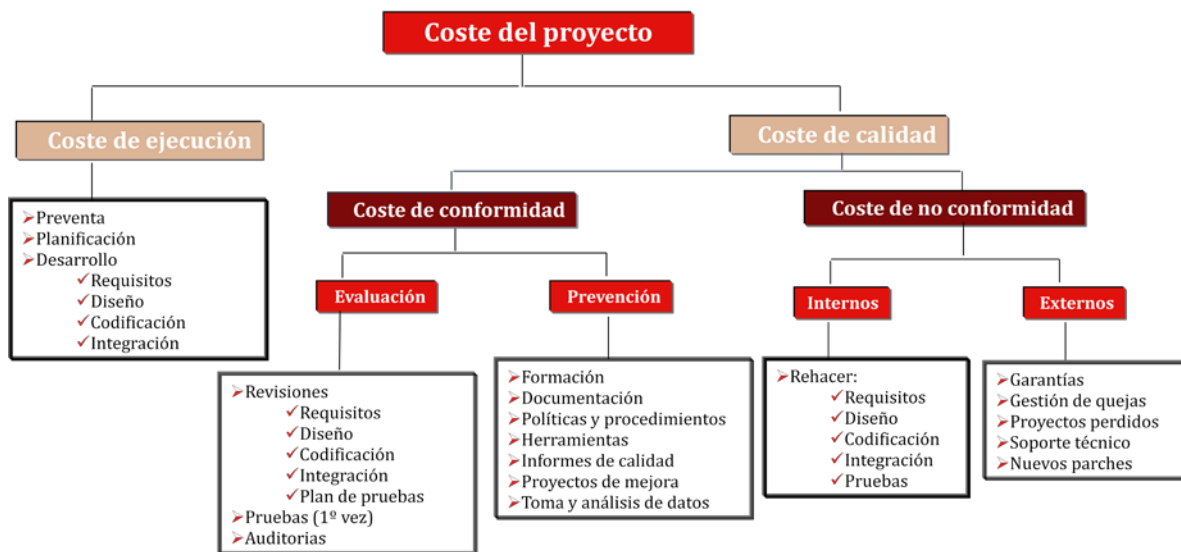 Coste del proyecto
Coste de ejecución
Preventa
Planificación
Desarrollo
Requisitos
Diseño
Codificación
Integración
Coste de calidad
Coste de conformidad
Evaluación
Revisiones
Requisitos
Diseño
Codificación
Integración
Plan de pruebas
Pruebas (1º vez)
Auditorias
Prevención
Formación
Documentación
Políticas y procedimientos
Herramientas
Informes de calidad
Proyectos de mejora
Toma y análisis de datos
Coste de no conformidad
Internos
Rehacer:
Requisitos
Diseño
Codificación
Integración
Pruebas
Externos
Garantías
Gestión de quejas
Proyectos perdidos
Soporte técnico
Nuevos parches